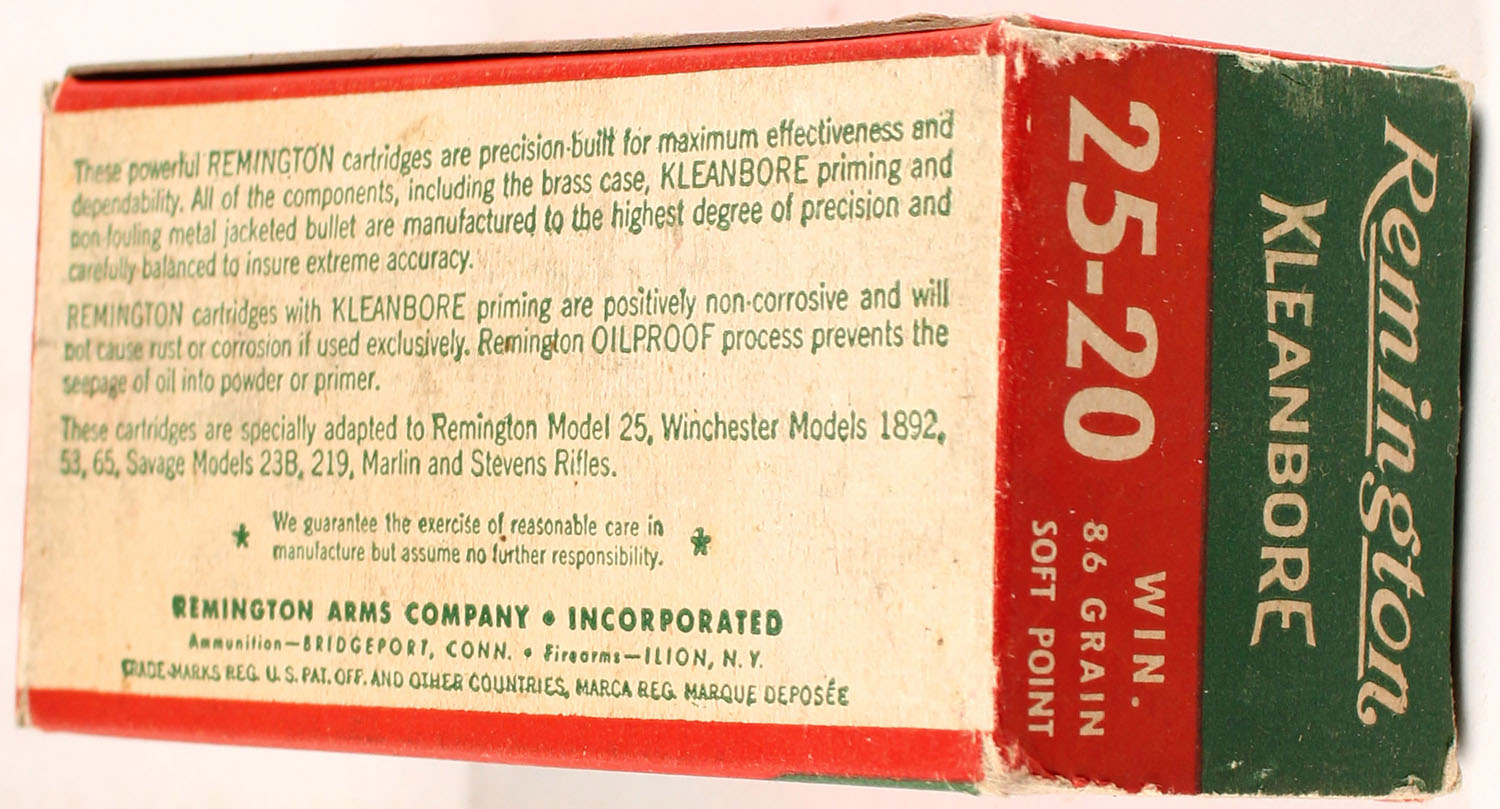 These powerful REMINGTON cartridges are precision-built for maximum effectiveness and
dependability. All of the components, including the brass case, KLEANBORE priming and
non-fouling metal jacketed bullet are manufactured to the highest degree of precision and
carefully balanced to insure extreme accuracy.
REMINGTON cartridges with KLEANBORE priming are positively non-corrosive and will
not cause rust or corrosion if used exclusively. Remington OILPROOF process prevents the
seepage of oil into powder or primer.
These cartridges are specially adapted to Remington Model 25, Winchester Models 1892,
53, 65, Savage Models 23B, 219, Marlin and Stevens Rifles.
We guarantee the exercise of reasonable care in
manufacture but assume no further responsibility.
REMINGTON ARMS COMPANY • INCORPORATED
Ammunition—BRIDGEPORT, CONN. • Firearms—ILION, N.Y.
TRADE-MARKS REG. U. S. PAT. OFF. AND OTHER COUNTRIES, MARCA REG. MARQUE DEPOSÉE
Remington
KLEANBORE
25-20 WIN.
86 GRAIN
SOFT POINT